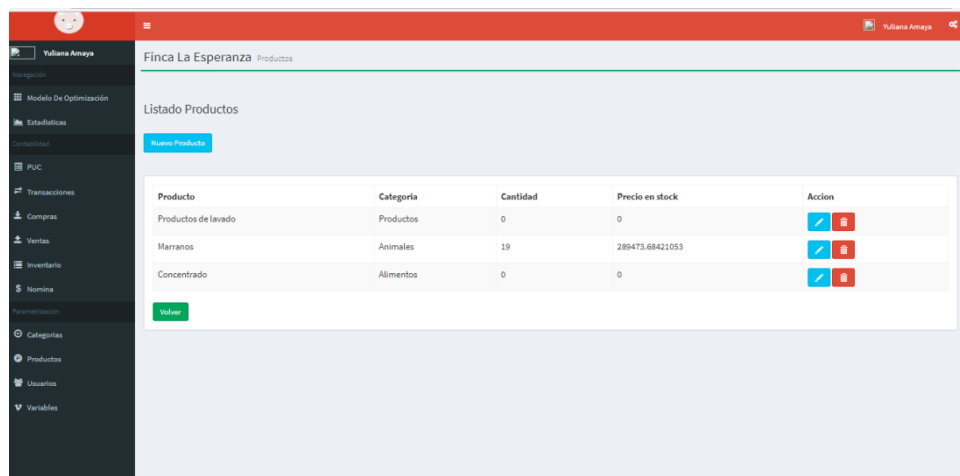 Yuliana Amaya
Yuliana Amaya
Navegación
Modelo De Optimización
Estadisticas
Contabilidad
PUC
Transacciones
Compras
Ventas
Inventario
$ Nomina
Parametrizacion
Categorias
Productos
Usuarios
Variables
Finca La Esperanza Productos
Listado Productos
Nuevo Producto
Producto Categoria Cantidad Precio en stock Accion
Productos de lavado Productos 0 0
Marranos Animales 19 289473.68421053
Concentrado Alimentos 0 0
Volver